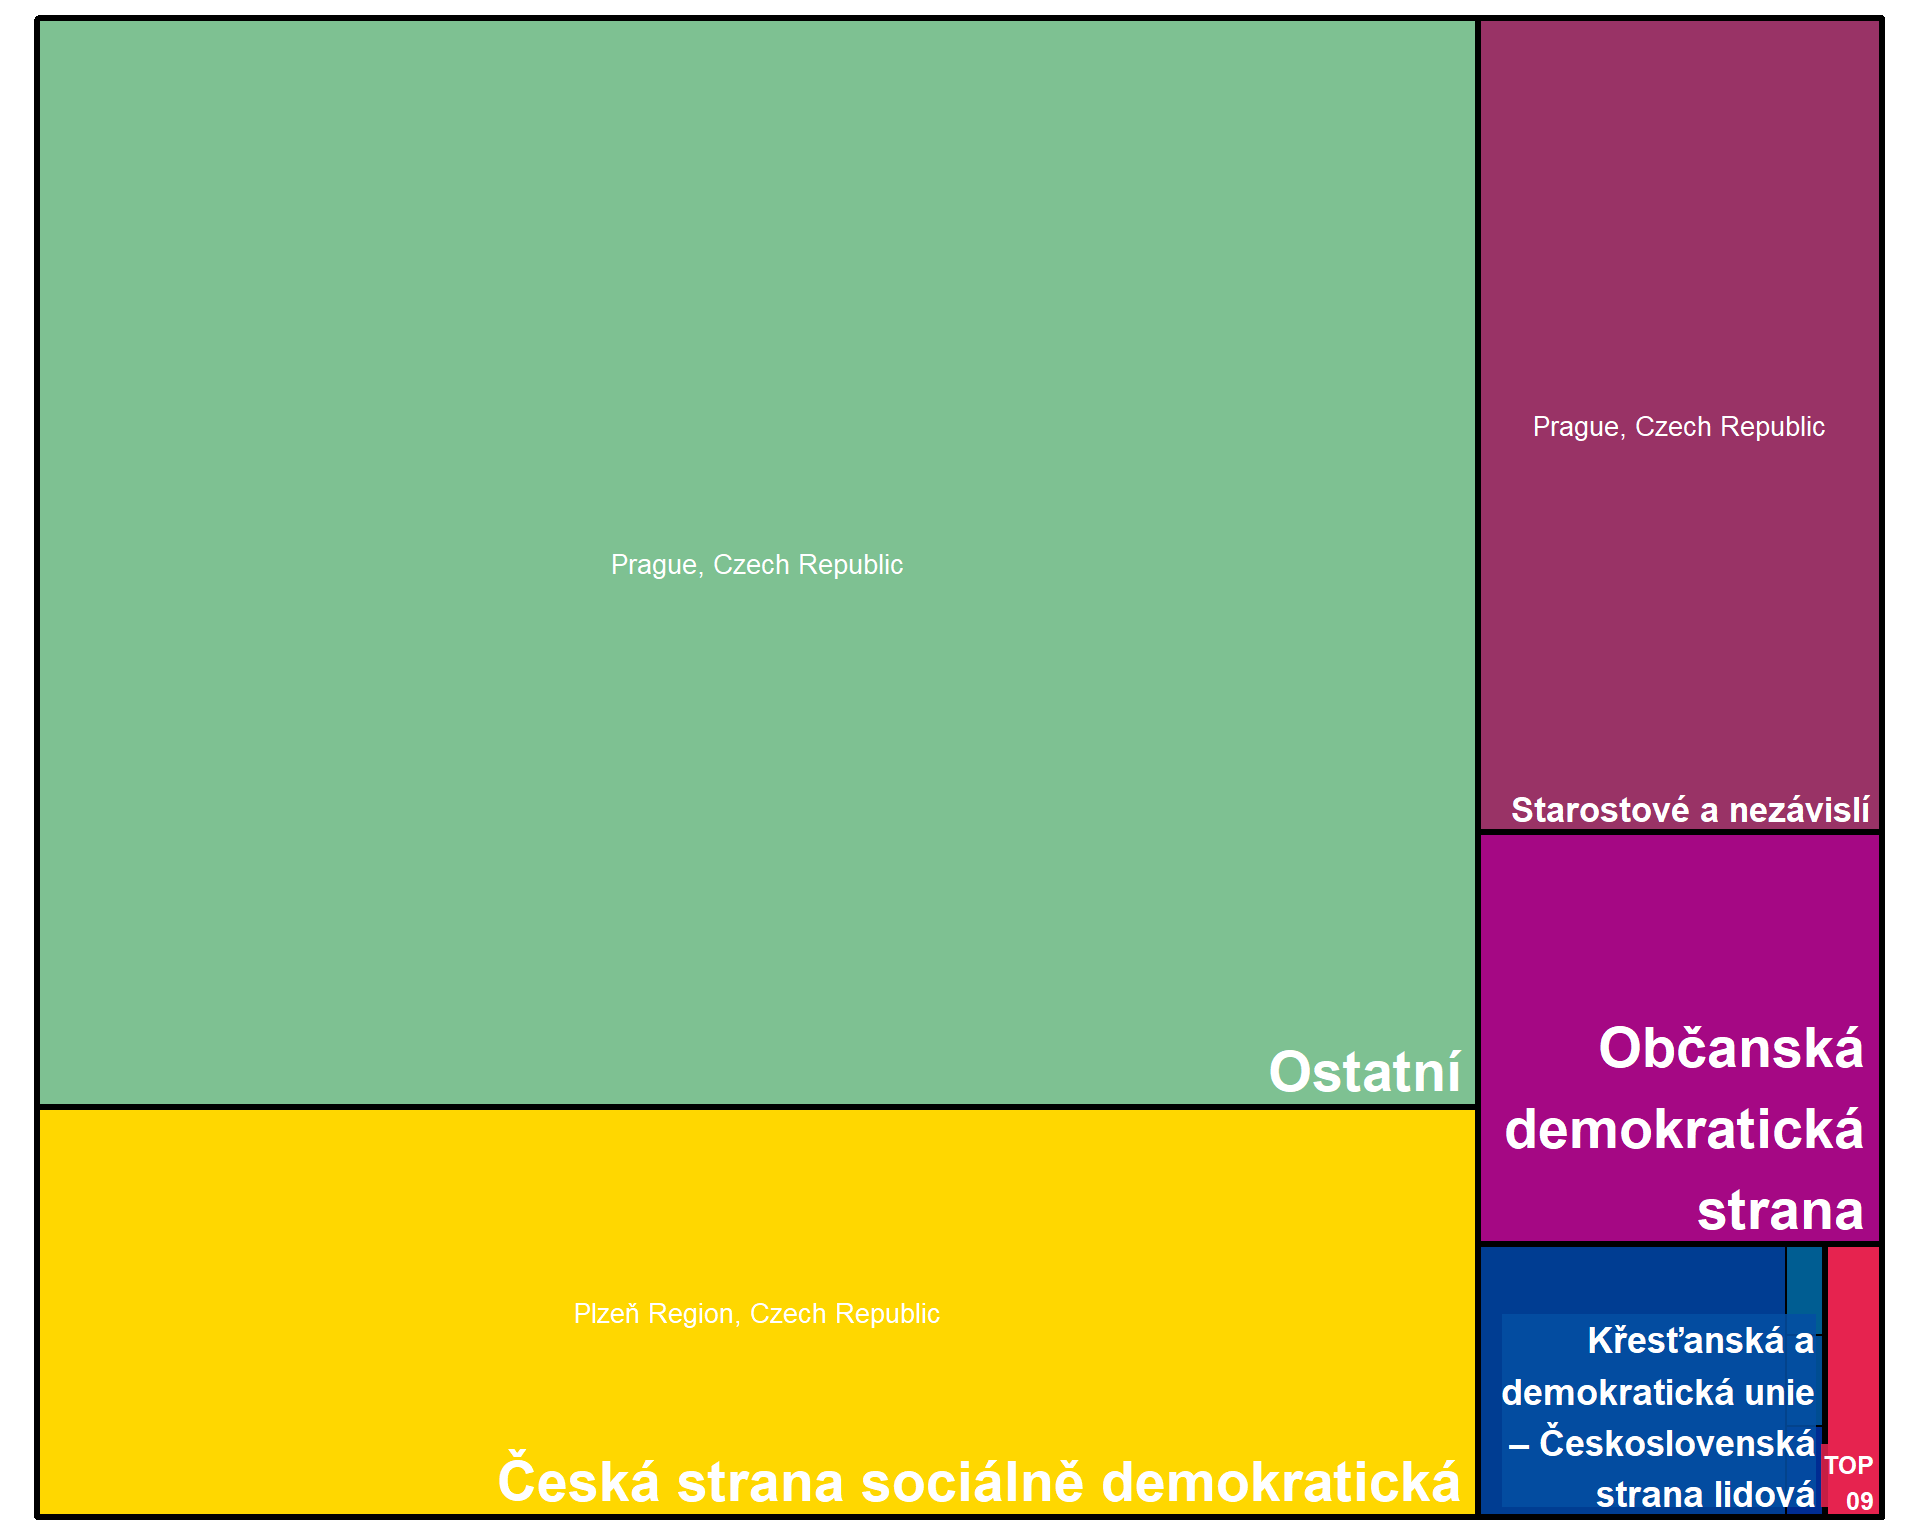 Prague, Czech Republic
Ostatní
Plzeň Region, Czech Republic
Česká strana sociálně demokratická
Prague, Czech Republic
Starostové a nezávislí
Občanská
demokratická
strana
Křesťanská a
demokratická unie
– Československá
strana lidová
TOP
09